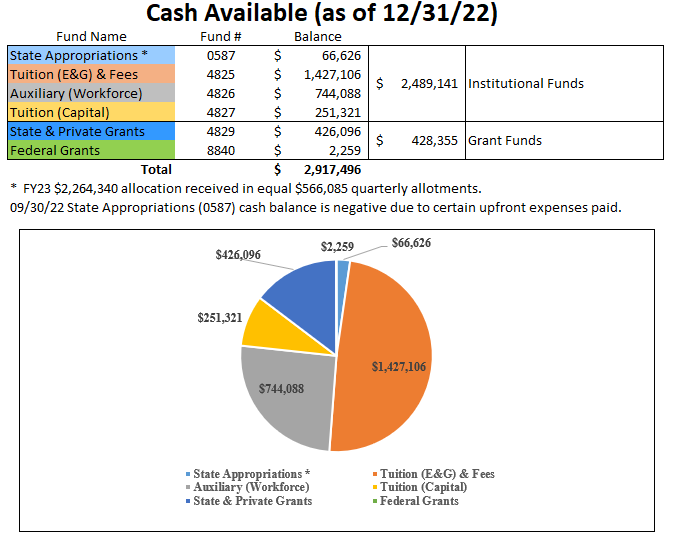 Cash Available (as of 12/31/22)
Fund Name Fund # Balance
State Appropriations * 0587 $ 66,626
Tuition (E&G) & Fees 4825 $ 1,427,106
$ 2,489,141 Institutional Funds
Auxiliary (Workforce) 4826 $ 744,088
Tuition (Capital) 4827 $ 251,321
State & Private Grants 4829 $ 426,096
$ 428,355 Grant Funds
Federal Grants 8840 $ 2,259
Total $ 2,917,496
* FY23 $2,264,340 allocation received in equal $566,085 quarterly allotments.
09/30/22 State Appropriations (0587) cash balance is negative due to certain upfront expenses paid.
$2,259 $66,626
$426,096
$251,321
$1,427,106
$744,088
State Appropriations * Tuition (E&G) & Fees
Auxiliary (Workforce) Tuition (Capital)
State & Private Grants Federal Grants